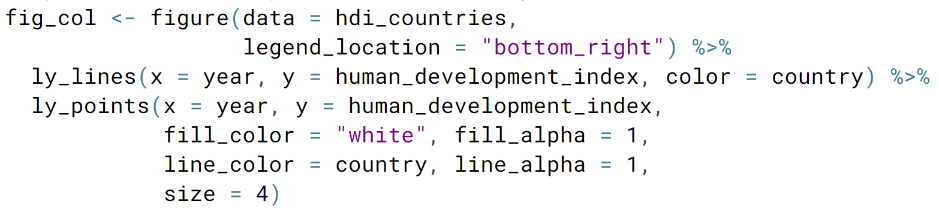 fig_col <- figure(data = hdi_countries,
                  legend_location = "bottom_right") %>%
  ly_lines(x = year, y = human_development_index, color = country) %>%
  ly_points(x = year, y = human_development_index,
            fill_color = "white", fill_alpha = 1,
            line_color = country, line_alpha = 1,
            size = 4)